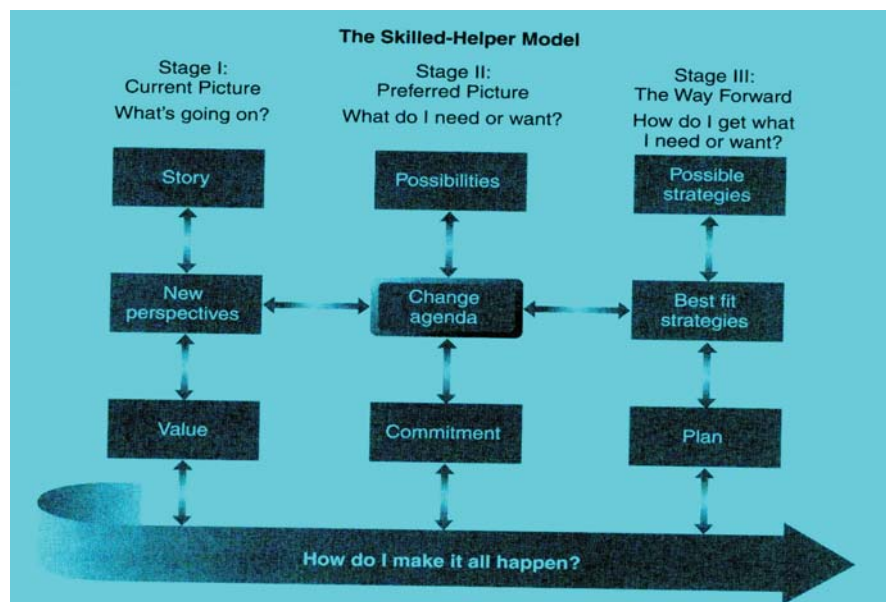 The Skilled-Helper Model
Stage I:
Current Picture
What's going on?
Stage II:
Preferred Picture
What do I need or want?
Stage III:
The Way Forward
How do I get what
I need or want?
Story
Possibilities
Possible
strategies
New
perspectives
Change
agenda
Best fit
strategies
Value
Commitment
Plan
How do I make it all happen?